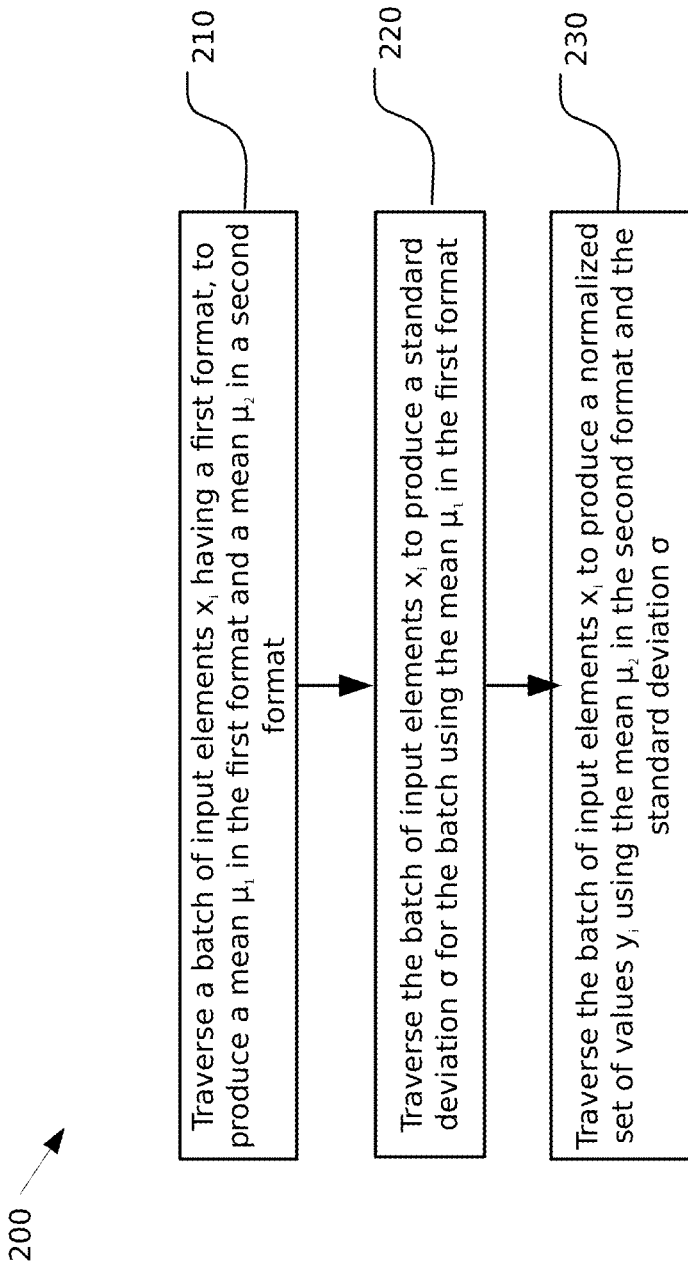 200
210
Traverse a batch of input elements xᵢ having a first format, to
produce a mean μ₁ in the first format and a mean μ₂ in a second
format
220
Traverse the batch of input elements xᵢ to produce a standard
deviation σ for the batch using the mean μ₁ in the first format
230
Traverse the batch of input elements xᵢ to produce a normalized
set of values yᵢ using the mean μ₂ in the second format and the
standard deviation σ